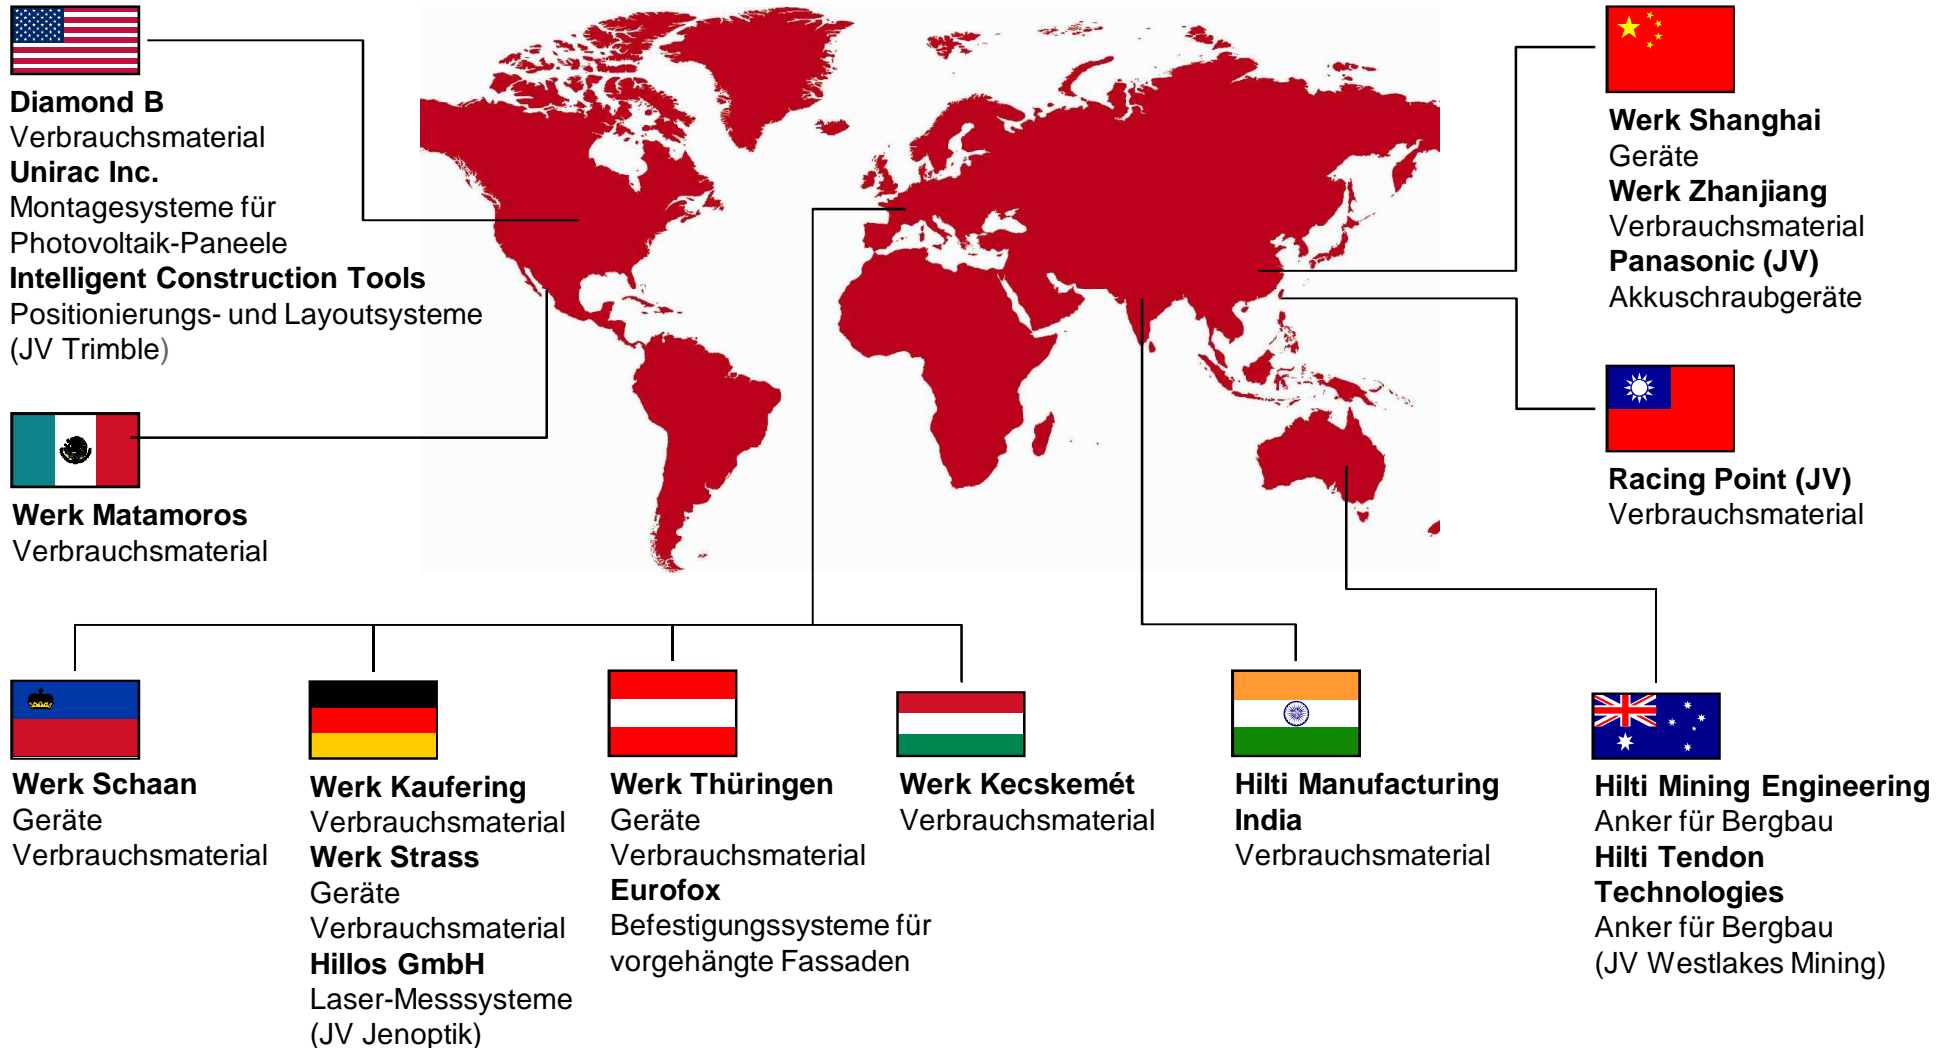 Diamond B
Verbrauchsmaterial
Unirac Inc.
Montagesysteme für
Photovoltaik-Paneele
Intelligent Construction Tools
Positionierungs- und Layoutsysteme
(JV Trimble)
Werk Matamoros
Verbrauchsmaterial
Werk Shanghai
Geräte
Werk Zhanjiang
Verbrauchsmaterial
Panasonic (JV)
Akkuschraubgeräte
Racing Point (JV)
Verbrauchsmaterial
Werk Schaan
Geräte
Verbrauchsmaterial
Werk Kaufering
Verbrauchsmaterial
Werk Strass
Geräte
Verbrauchsmaterial
Hillos GmbH
Laser-Messsysteme
(JV Jenoptik)
Werk Thüringen
Geräte
Verbrauchsmaterial
Eurofox
Befestigungssysteme für
vorgehängte Fassaden
Werk Kecskemét
Verbrauchsmaterial
Hilti Manufacturing
India
Verbrauchsmaterial
Hilti Mining Engineering
Anker für Bergbau
Hilti Tendon
Technologies
Anker für Bergbau
(JV Westlakes Mining)